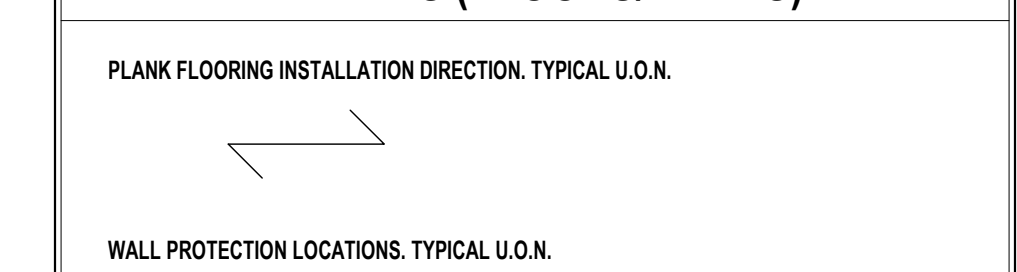 PLANK FLOORING INSTALLATION DIRECTION. TYPICAL U.O.N.
WALL PROTECTION LOCATIONS. TYPICAL U.O.N.